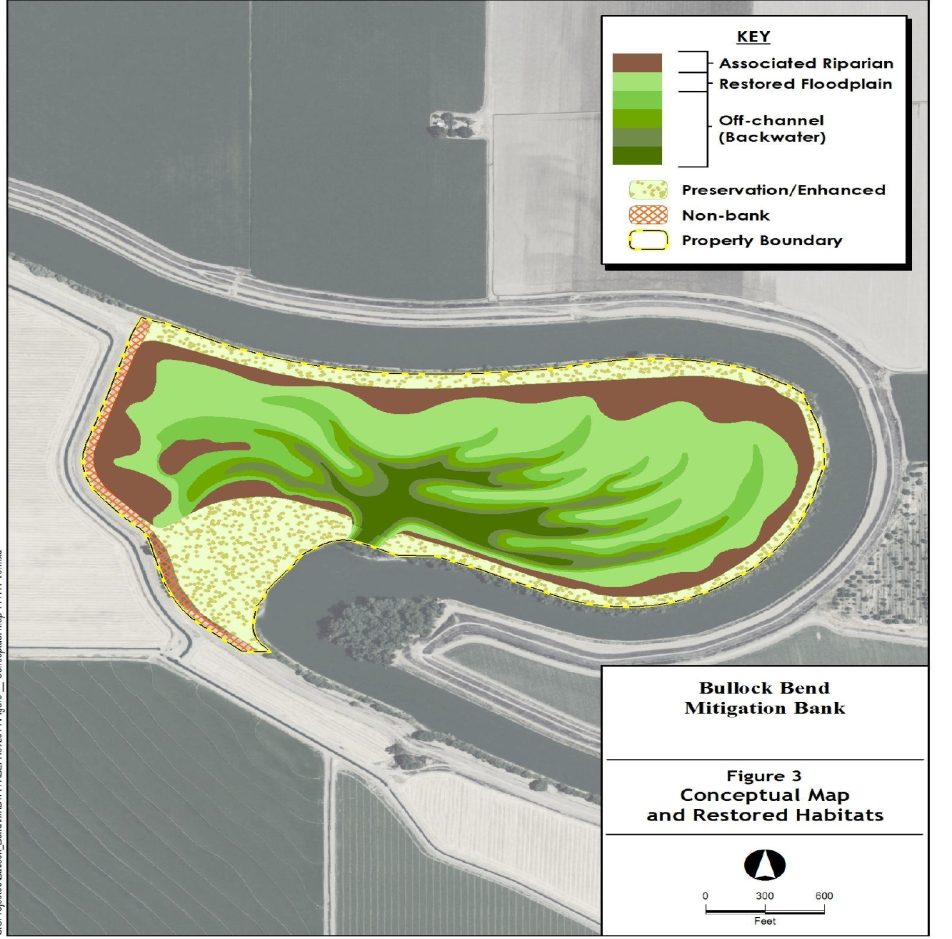 KEY
Associated Riparian
Restored Floodplain
Off-channel
(Backwater)
Preservation/Enhanced
Non-bank
Property Boundary
Bullock Bend
Mitigation Bank
Figure 3
Conceptual Map
and Restored Habitats
0 300 600
Feet